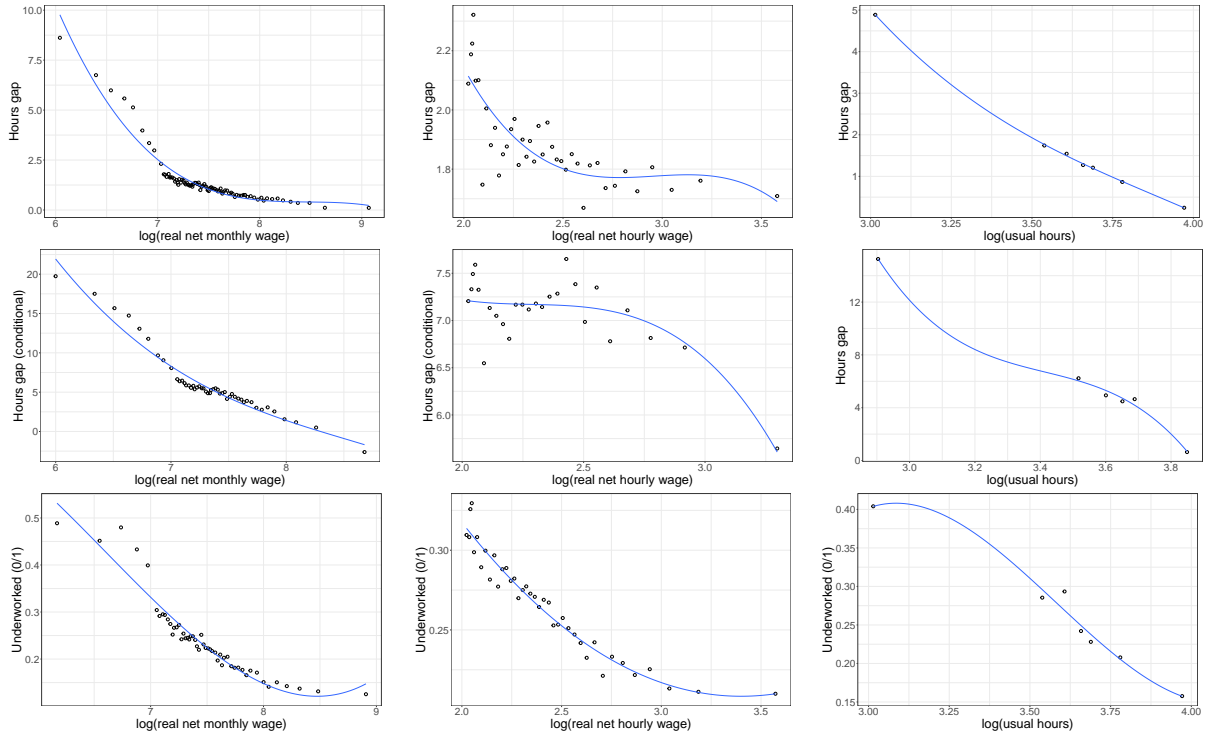 10.0
7.5
5.0
2.5
0.0
Hours gap
6 7 8 9
log(real net monthly wage)
2.2
2.0
1.8
Hours gap
2.0 2.5 3.0 3.5
log(real net hourly wage)
5
4
3
2
1
Hours gap
3.00 3.25 3.50 3.75 4.00
log(usual hours)
20
15
10
5
0
Hours gap (conditional)
6 7 8
log(real net monthly wage)
7.5
7.0
6.5
6.0
Hours gap (conditional)
2.0 2.5 3.0
log(real net hourly wage)
12
8
4
0
Hours gap
3.0 3.2 3.4 3.6 3.8
log(usual hours)
0.5
0.4
0.3
0.2
Underworked (0/1)
7 8 9
log(real net monthly wage)
0.30
0.25
Underworked (0/1)
2.0 2.5 3.0 3.5
log(real net hourly wage)
0.40
0.35
0.30
0.25
0.20
0.15
Underworked (0/1)
3.00 3.25 3.50 3.75 4.00
log(usual hours)